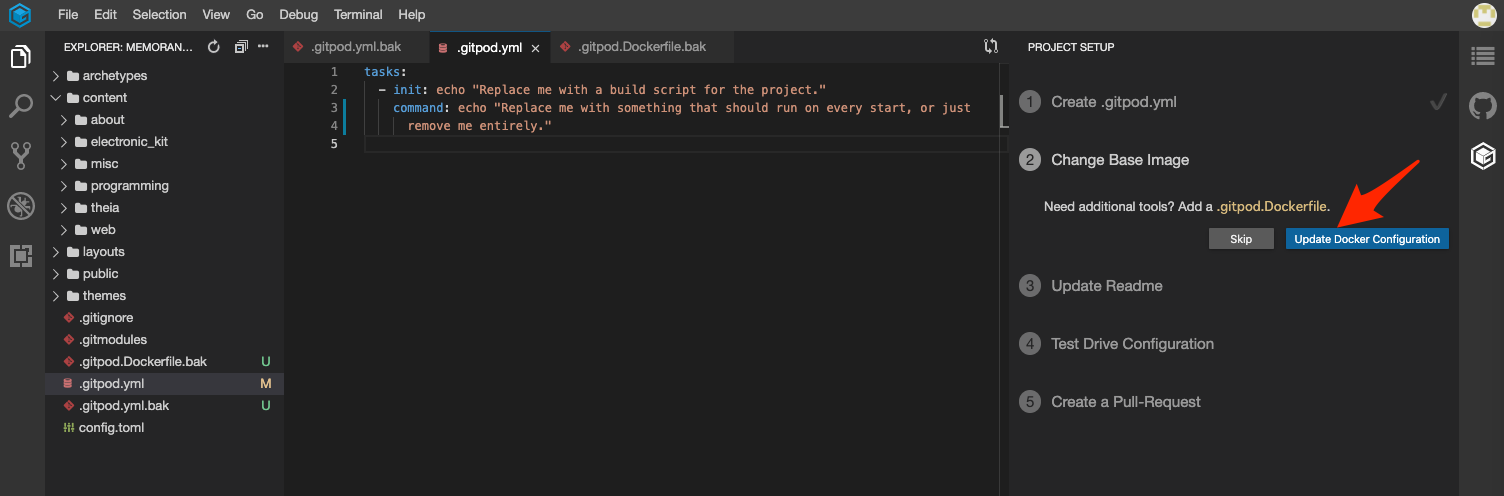 File Edit Selection View Go Debug Terminal Help
EXPLORER: MEMORAN...
archetypes
content
about
electronic_kit
misc
programming
theia
web
layouts
public
themes
.gitignore
.gitmodules
.gitpod.Dockerfile.bak U
.gitpod.yml M
.gitpod.yml.bak U
config.toml
.gitpod.yml.bak .gitpod.yml × .gitpod.Dockerfile.bak
1 tasks:
2 - init: echo "Replace me with a build script for the project."
3 command: echo "Replace me with something that should run on every start, or just
4 remove me entirely."
5
PROJECT SETUP
1 Create .gitpod.yml
2 Change Base Image
Need additional tools? Add a .gitpod.Dockerfile.
Skip Update Docker Configuration
3 Update Readme
4 Test Drive Configuration
5 Create a Pull-Request